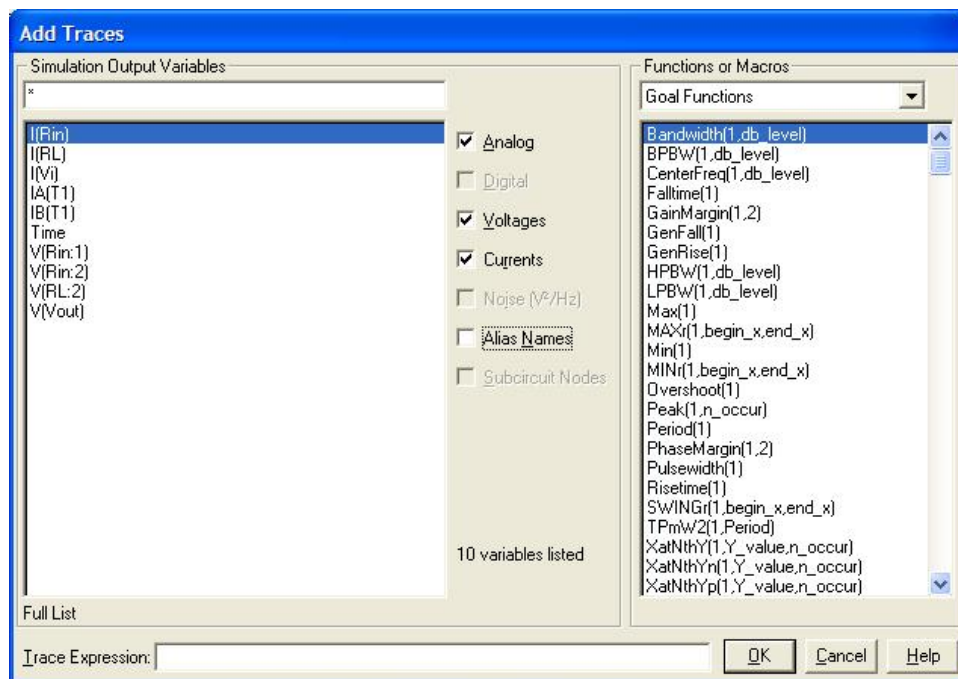 Add Traces
Simulation Output Variables
*
I(Rin)
I(RL)
I(Vi)
IA(T1)
IB(T1)
Time
V(Rin:1)
V(Rin:2)
V(RL:2)
V(Vout)
Full List
Analog
Digital
Voltages
Currents
Noise (V²/Hz)
Alias Names
Subcircuit Nodes
10 variables listed
Functions or Macros
Goal Functions
Bandwidth(1,db_level)
BPBW(1,db_level)
CenterFreq(1,db_level)
Falltime(1)
GainMargin(1,2)
GenFall(1)
GenRise(1)
HPBW(1,db_level)
LPBW(1,db_level)
Max(1)
MAXr(1,begin_x,end_x)
Min(1)
MINr(1,begin_x,end_x)
Overshoot(1)
Peak(1,n_occur)
Period(1)
PhaseMargin(1,2)
Pulsewidth(1)
Risetime(1)
SWINGr(1,begin_x,end_x)
TPmW2(1,Period)
XatNthY(1,Y_value,n_occur)
XatNthYn(1,Y_value,n_occur)
XatNthYp(1,Y_value,n_occur)
Trace Expression:
OK
Cancel
Help